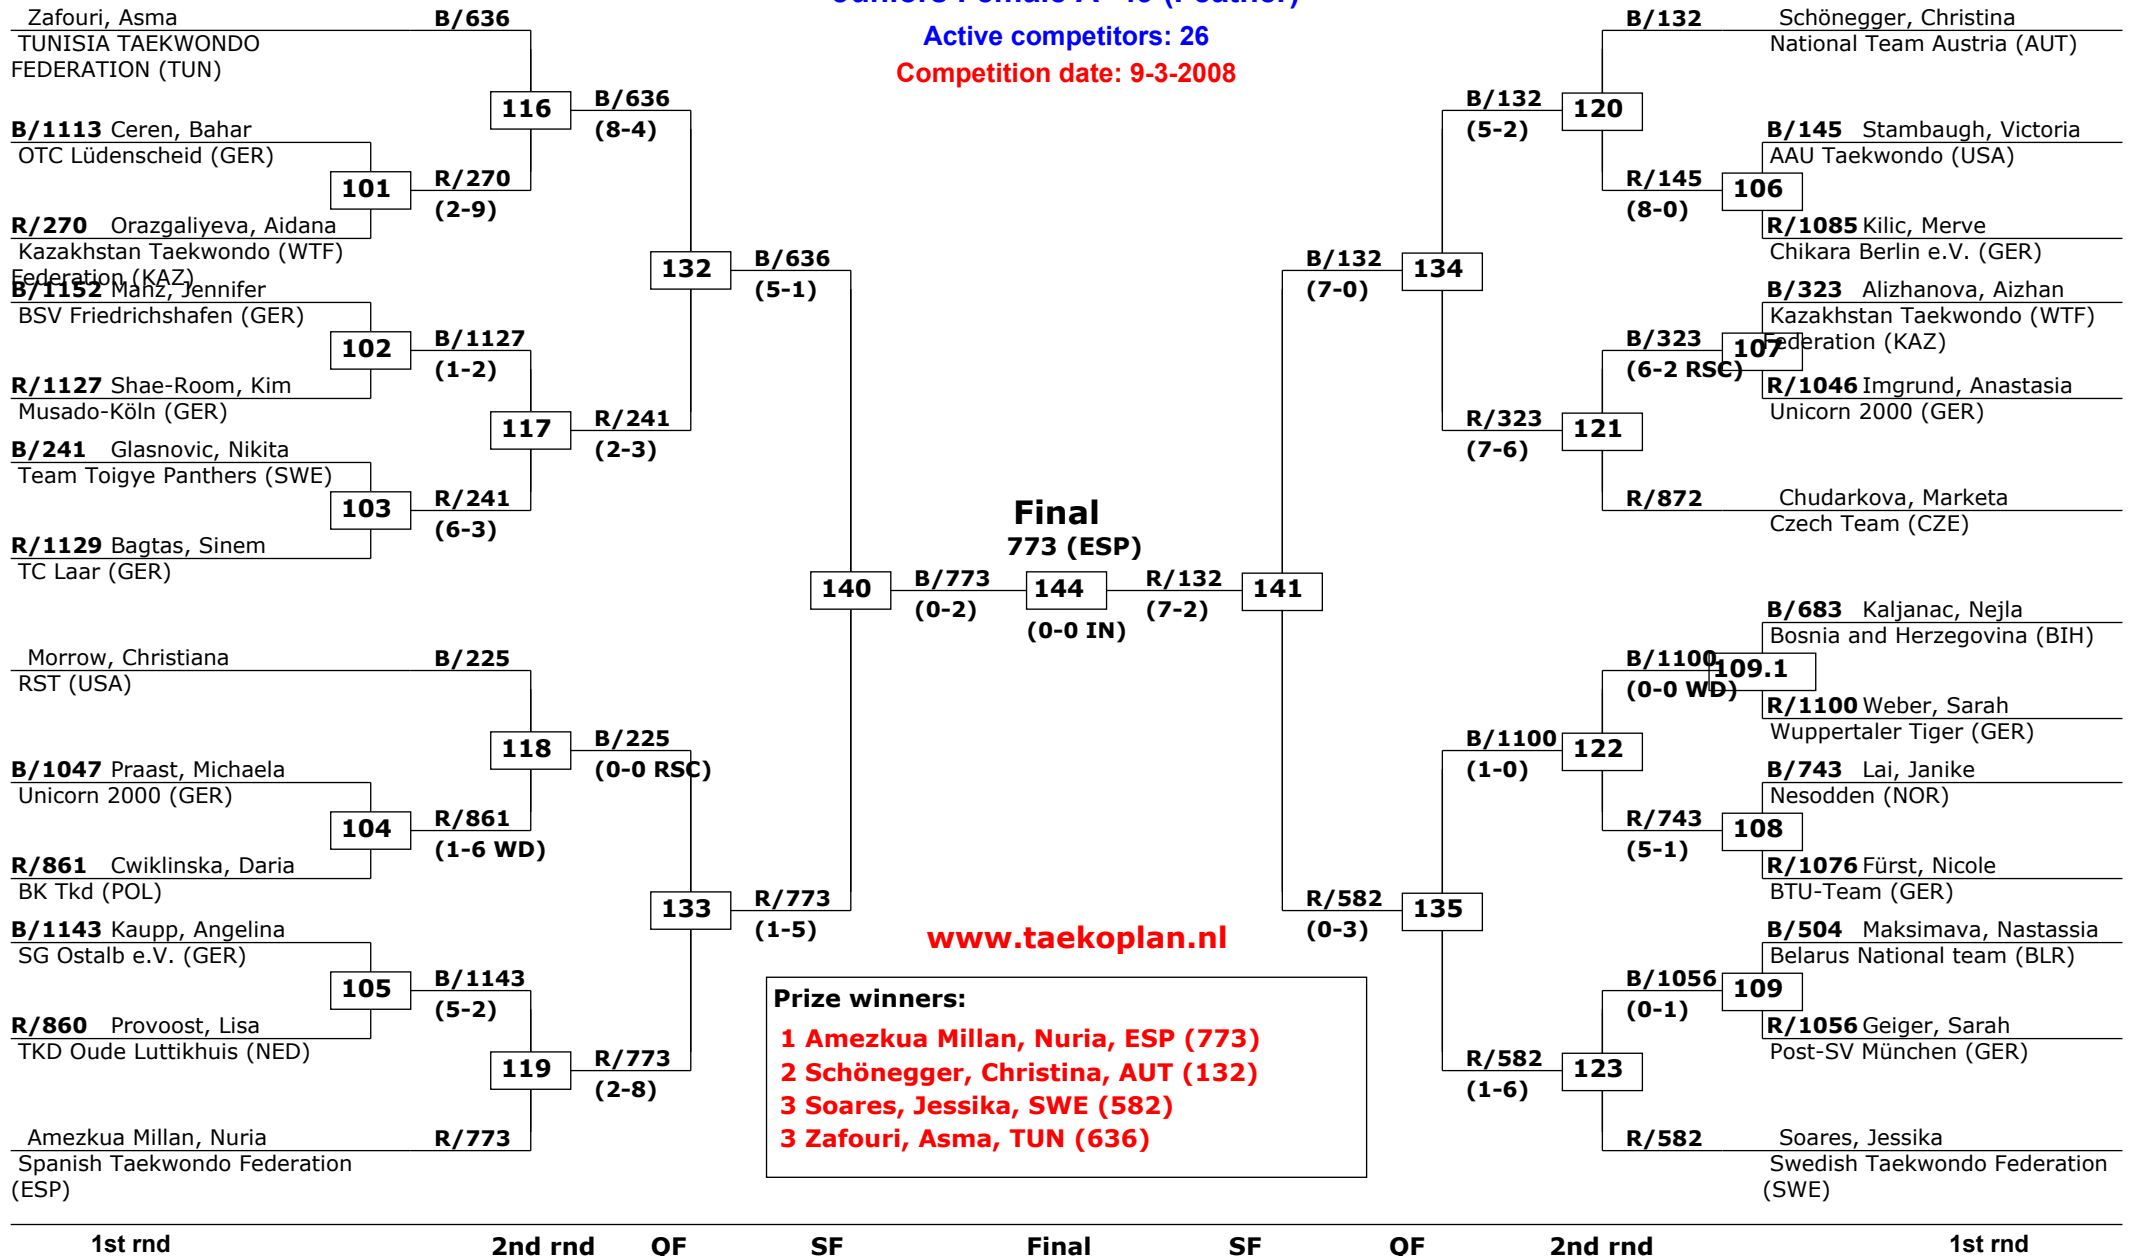 Juniors Female A -49 (Feather)
Active competitors: 26
Competition date: 9-3-2008
Zafouri, Asma
B/636
TUNISIA TAEKWONDO
FEDERATION (TUN)
116
B/636
(8-4)
B/1113 Ceren, Bahar
OTC Lüdenscheid (GER)
101
R/270
(2-9)
R/270 Orazgaliyeva, Aidana
Kazakhstan Taekwondo (WTF)
Federation (KAZ)
132
B/636
(5-1)
B/1152 Manz, Jennifer
BSV Friedrichshafen (GER)
102
B/1127
(1-2)
R/1127 Shae-Room, Kim
Musado-Köln (GER)
117
R/241
(2-3)
B/241 Glasnovic, Nikita
Team Toigye Panthers (SWE)
103
R/241
(6-3)
R/1129 Bagtas, Sinem
TC Laar (GER)
140
B/773
(0-2)
Morrow, Christiana
B/225
RST (USA)
118
B/225
(0-0 RSC)
B/1047 Praast, Michaela
Unicorn 2000 (GER)
104
R/861
(1-6 WD)
R/861 Cwiklinska, Daria
BK Tkd (POL)
133
R/773
(1-5)
B/1143 Kaupp, Angelina
SG Ostalb e.V. (GER)
105
B/1143
(5-2)
R/860 Provoost, Lisa
TKD Oude Luttikhuis (NED)
119
R/773
(2-8)
Amezkua Millan, Nuria
R/773
Spanish Taekwondo Federation
(ESP)
Final
773 (ESP)
144
(0-0 IN)
R/132
(7-2)
141
B/132
Schönegger, Christina
National Team Austria (AUT)
B/132
(5-2)
120
B/145 Stambaugh, Victoria
AAU Taekwondo (USA)
R/145
(8-0)
106
R/1085 Kilic, Merve
Chikara Berlin e.V. (GER)
B/132
(7-0)
134
B/323 Alizhanova, Aizhan
Kazakhstan Taekwondo (WTF)
Federation (KAZ)
B/323
(6-2 RSC)
107
R/1046 Imgrund, Anastasia
Unicorn 2000 (GER)
R/323
(7-6)
121
R/872
Chudarkova, Marketa
Czech Team (CZE)
B/683 Kaljanac, Nejla
Bosnia and Herzegovina (BIH)
B/1100
(0-0 WD)
109.1
R/1100 Weber, Sarah
Wuppertaler Tiger (GER)
B/1100
(1-0)
122
B/743 Lai, Janike
Nesodden (NOR)
R/743
(5-1)
108
R/1076 Fürst, Nicole
BTU-Team (GER)
R/582
(0-3)
135
B/504 Maksimava, Nastassia
Belarus National team (BLR)
B/1056
(0-1)
109
R/1056 Geiger, Sarah
Post-SV München (GER)
R/582
(1-6)
123
R/582
Soares, Jessika
Swedish Taekwondo Federation
(SWE)
www.taekoplan.nl
Prize winners:
1 Amezkua Millan, Nuria, ESP (773)
2 Schönegger, Christina, AUT (132)
3 Soares, Jessika, SWE (582)
3 Zafouri, Asma, TUN (636)
1st rnd 2nd rnd QF SF Final SF QF 2nd rnd 1st rnd